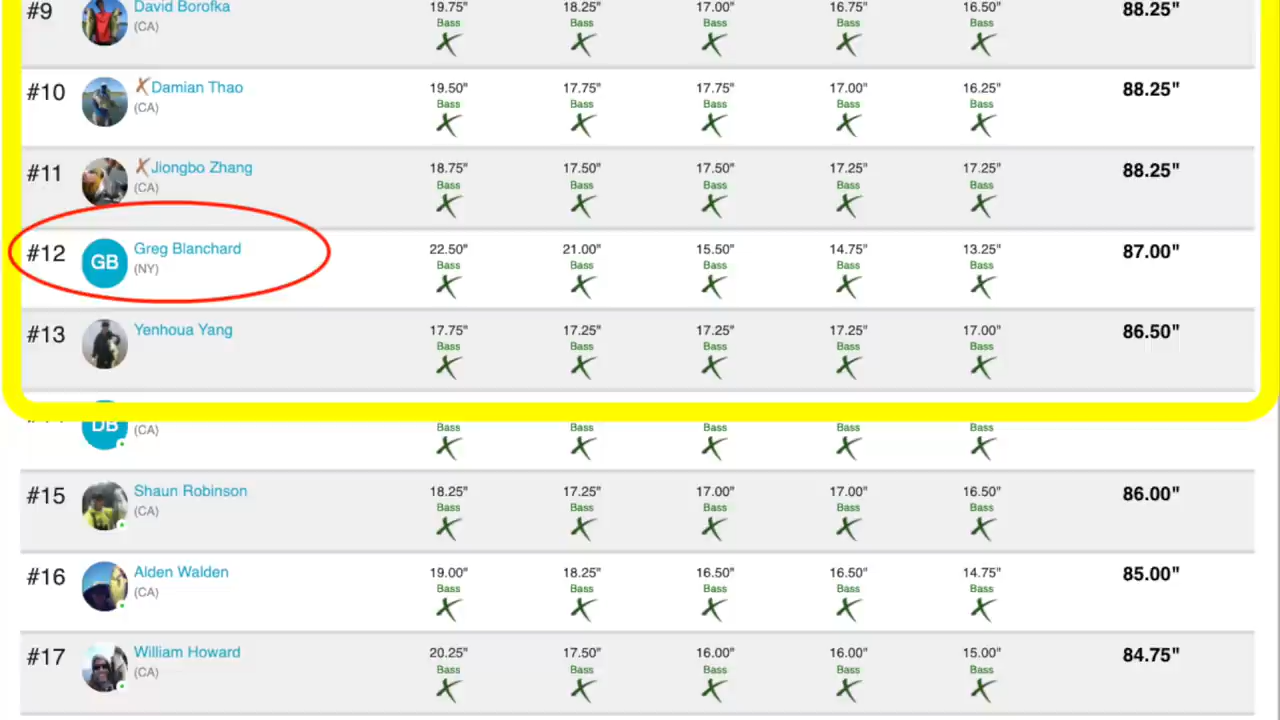 #9 David Borofka 19.75" 18.25" 17.00" 16.75" 16.50" 88.25"
(CA) Bass Bass Bass Bass Bass
#10 Damian Thao 19.50" 17.75" 17.75" 17.00" 16.25" 88.25"
(CA) Bass Bass Bass Bass Bass
#11 Jiongbo Zhang 18.75" 17.50" 17.50" 17.25" 17.25" 88.25"
(CA) Bass Bass Bass Bass Bass
#12 GB Greg Blanchard 22.50" 21.00" 15.50" 14.75" 13.25" 87.00"
(NY) Bass Bass Bass Bass Bass
#13 Yenhoua Yang 17.75" 17.25" 17.25" 17.25" 17.00" 86.50"
Bass Bass Bass Bass Bass
DB (CA) Bass Bass Bass Bass Bass
#15 Shaun Robinson 18.25" 17.25" 17.00" 17.00" 16.50" 86.00"
(CA) Bass Bass Bass Bass Bass
#16 Alden Walden 19.00" 18.25" 16.50" 16.50" 14.75" 85.00"
(CA) Bass Bass Bass Bass Bass
#17 William Howard 20.25" 17.50" 16.00" 16.00" 15.00" 84.75"
(CA) Bass Bass Bass Bass Bass